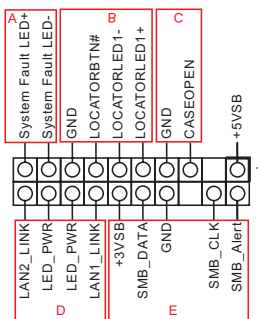 A
B
C
System Fault LED+
System Fault LED-
GND
LOCATORBTN#
LOCATORLED1-
LOCATORLED1+
GND
CASEOPEN
+5VSB
1
LAN2_LINK
LED_PWR
LED_PWR
LAN1_LINK
+3VSB
SMB_DATA
GND
SMB_CLK
SMB_Alert
D
E